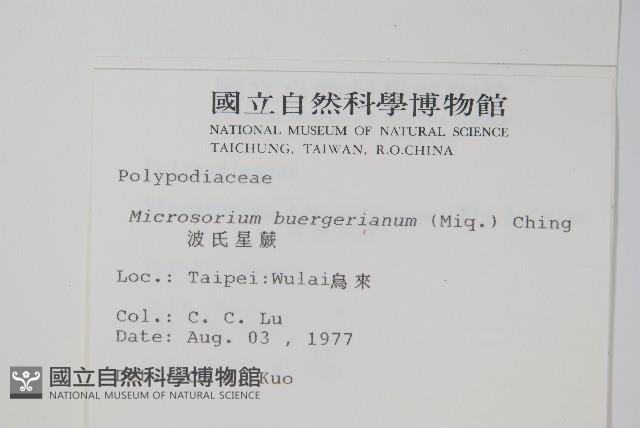 國立自然科學博物館
NATIONAL MUSEUM OF NATURAL SCIENCE
TAICHUNG, TAIWAN, R.O.CHINA
Polypodiaceae
Microsorium buergerianum (Miq.) Ching
波氏星蕨
Loc.: Taipei:Wulai烏來
Col.: C. C. Lu
Date: Aug. 03 , 1977
Kuo
國立自然科學博物館
NATIONAL MUSEUM OF NATURAL SCIENCE